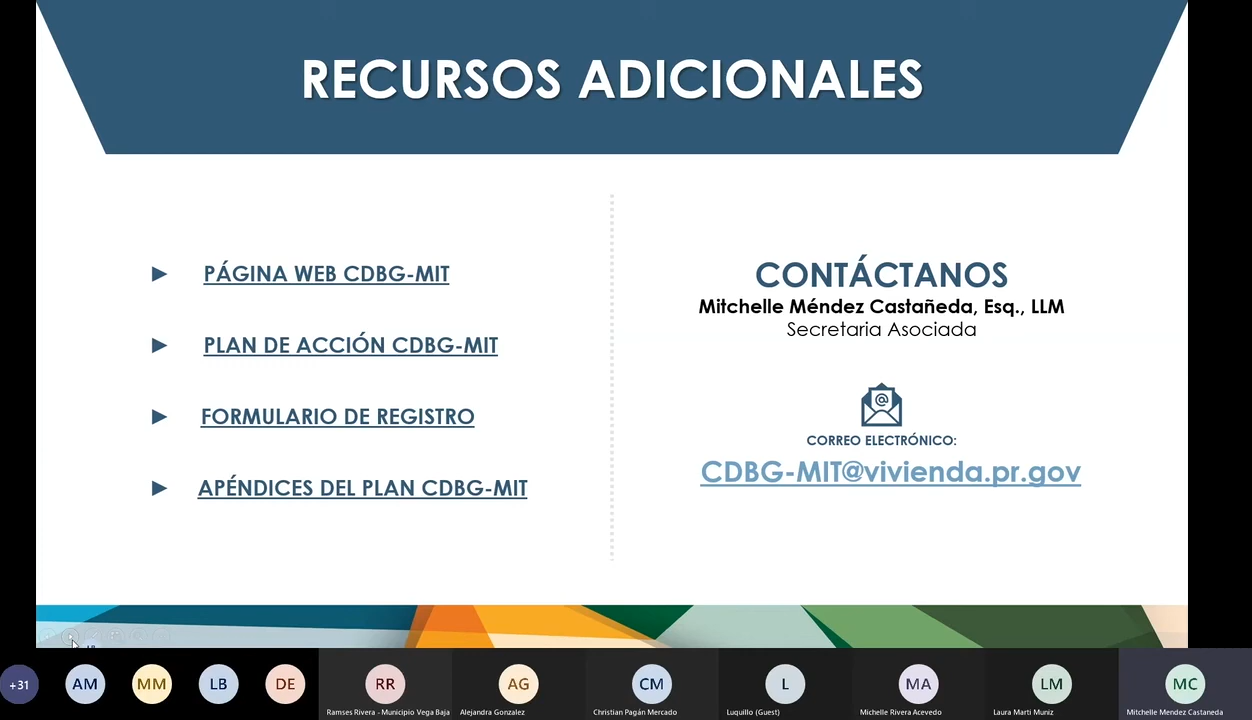 RECURSOS ADICIONALES
► PÁGINA WEB CDBG-MIT
► PLAN DE ACCIÓN CDBG-MIT
► FORMULARIO DE REGISTRO
► APÉNDICES DEL PLAN CDBG-MIT
CONTÁCTANOS
Mitchelle Méndez Castañeda, Esq., LLM
Secretaria Asociada
@
CORREO ELECTRÓNICO:
CDBG-MIT@vivienda.pr.gov
+31
AM
MM
LB
DE
RR
AG
CM
L
MA
LM
MC
Ramses Rivera - Municipio Vega Baja
Alejandra Gonzalez
Christian Pagán Mercado
Luquillo (Guest)
Michelle Rivera Acevedo
Laura Marti Muniz
Mitchelle Mendez Castaneda